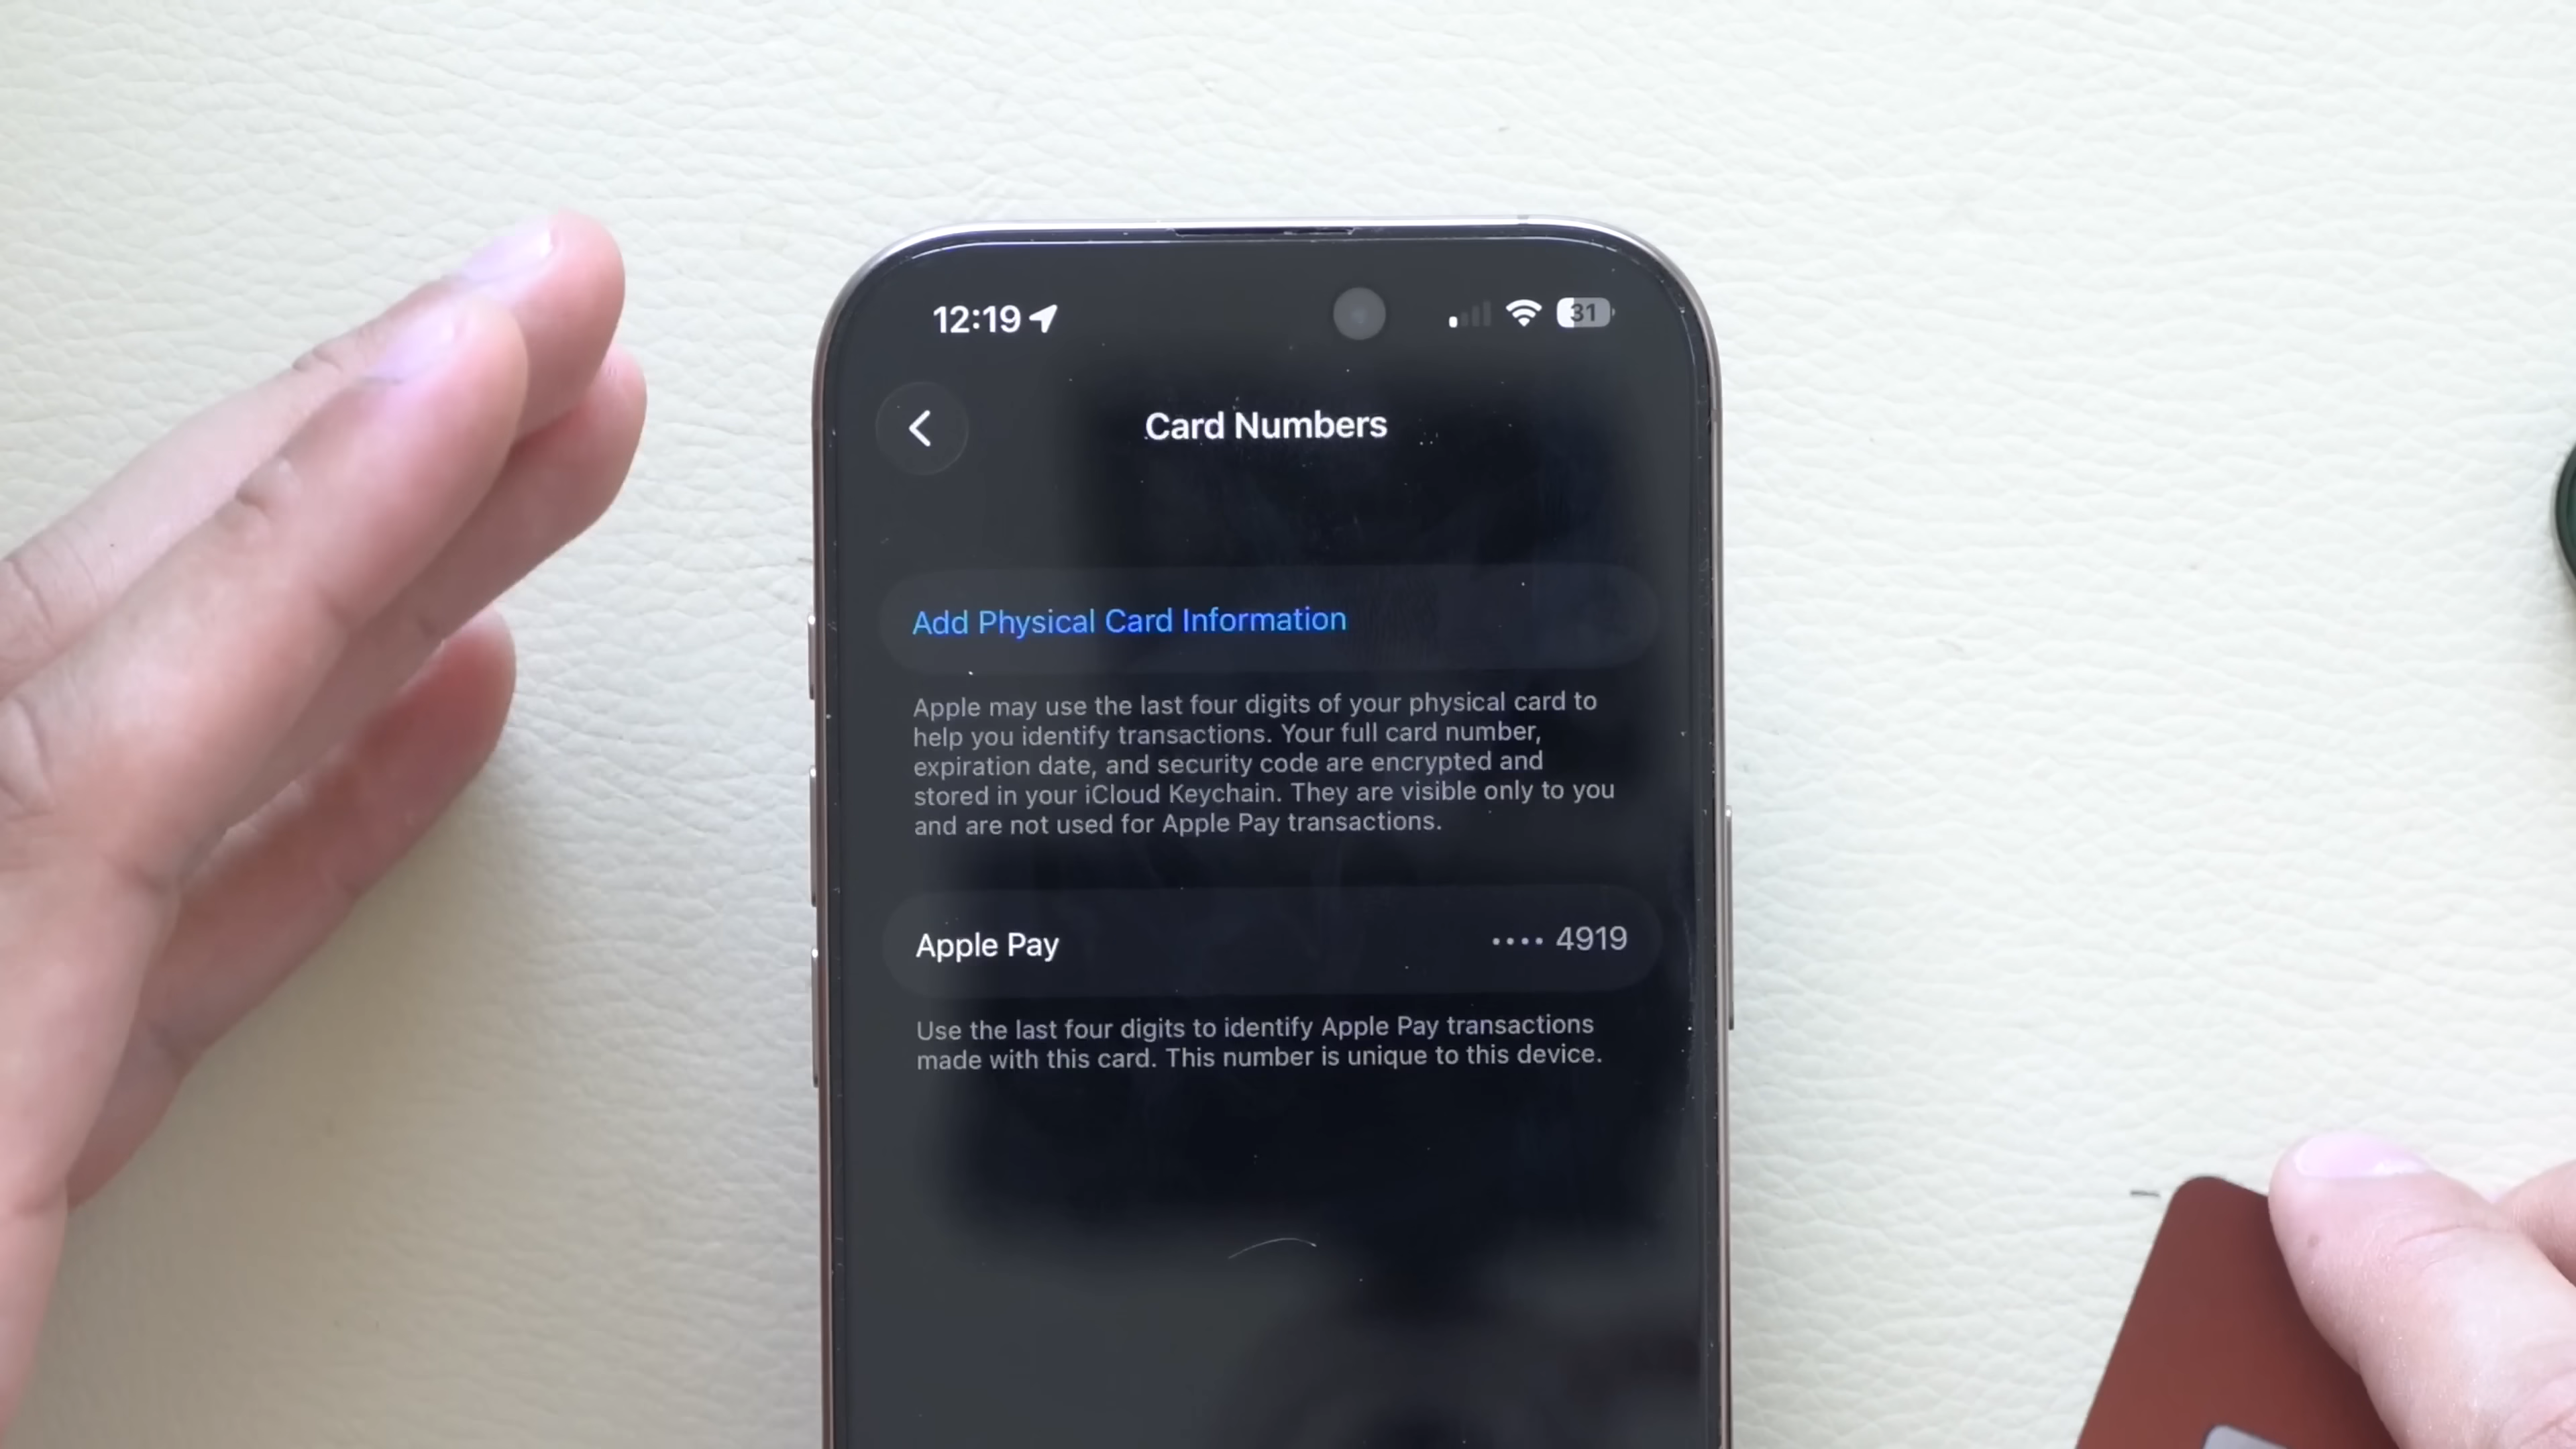 12:19
31
Card Numbers
Add Physical Card Information
Apple may use the last four digits of your physical card to
help you identify transactions. Your full card number,
expiration date, and security code are encrypted and
stored in your iCloud Keychain. They are visible only to you
and are not used for Apple Pay transactions.
Apple Pay
•••• 4919
Use the last four digits to identify Apple Pay transactions
made with this card. This number is unique to this device.